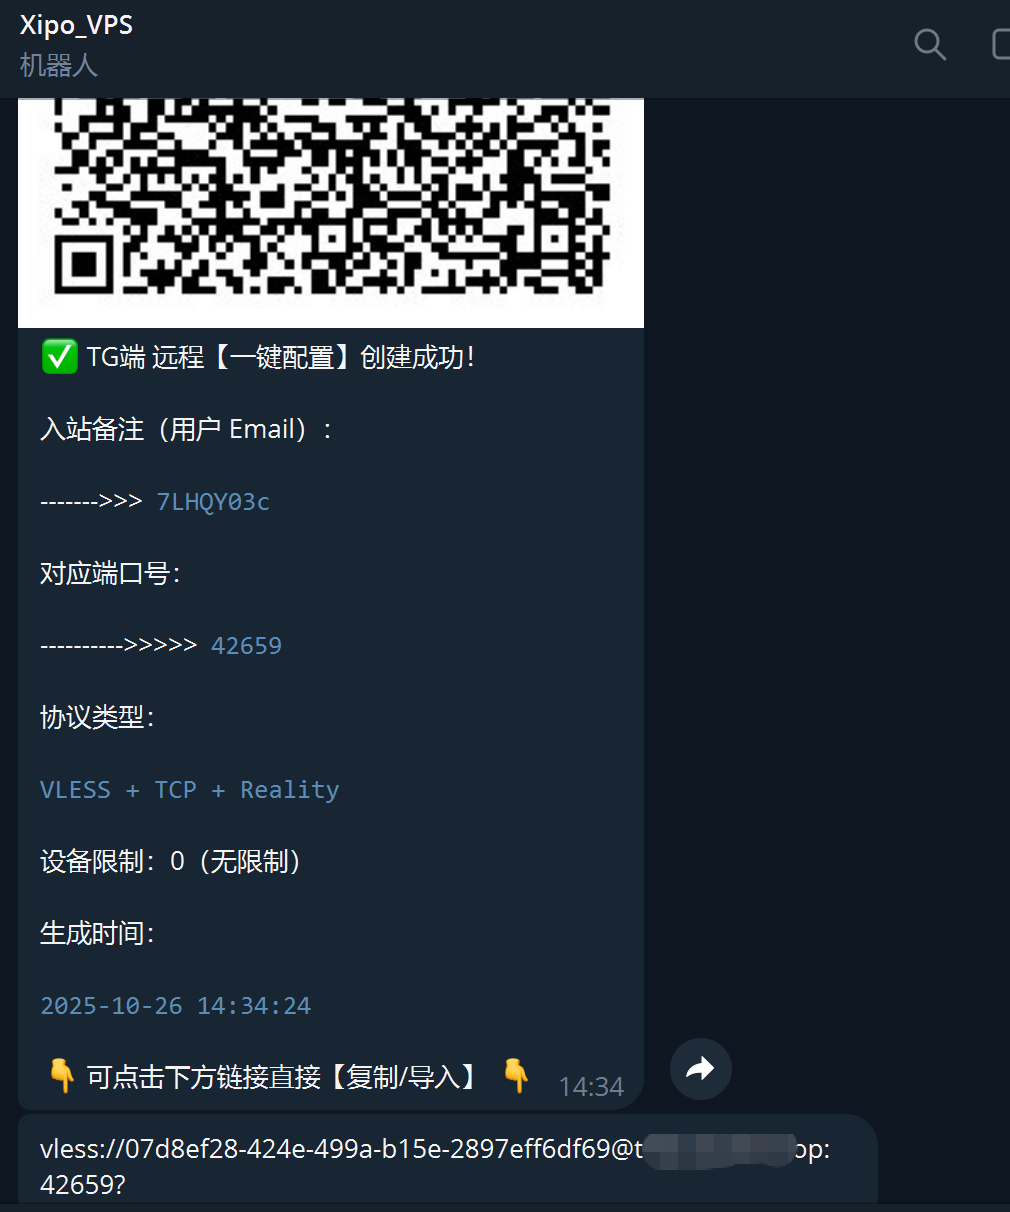 Xipo_VPS
机器人
✅ TG端 远程【一键配置】创建成功！
入站备注（用户 Email）：
------->>> 7LHQY03c
对应端口号：
---------->>>>> 42659
协议类型：
VLESS + TCP + Reality
设备限制：0（无限制）
生成时间：
2025-10-26 14:34:24
👇 可点击下方链接直接【复制/导入】 👇
14:34
vless://07d8ef28-424e-499a-b15e-2897eff6df69@t op:
42659?